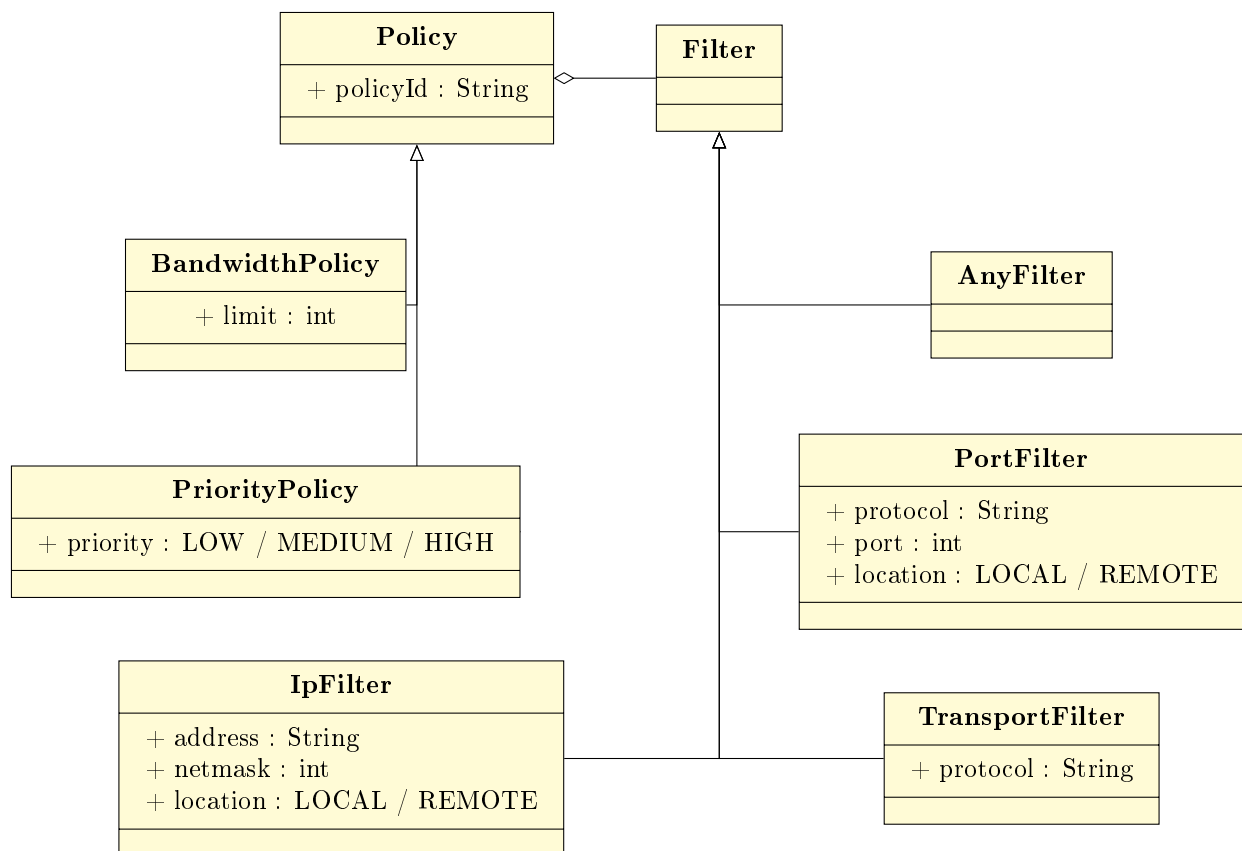 Policy
+ policyId : String
Filter
BandwidthPolicy
+ limit : int
AnyFilter
PriorityPolicy
+ priority : LOW / MEDIUM / HIGH
PortFilter
+ protocol : String
+ port : int
+ location : LOCAL / REMOTE
IpFilter
+ address : String
+ netmask : int
+ location : LOCAL / REMOTE
TransportFilter
+ protocol : String